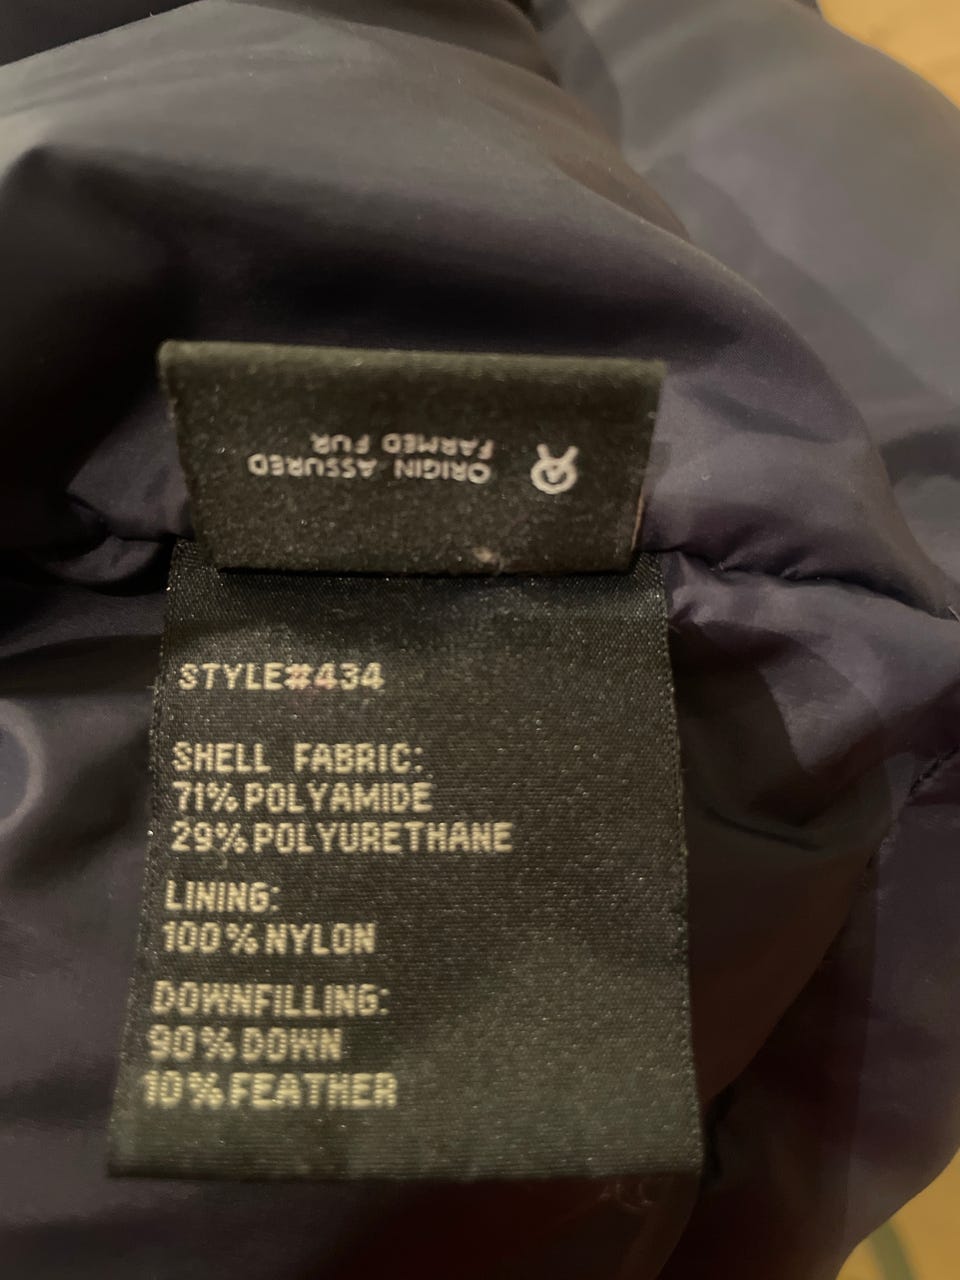 ORIGIN ASSURED
FARMED FUR
STYLE#434
SHELL FABRIC:
71% POLYAMIDE
29% POLYURETHANE
LINING:
100% NYLON
DOWNFILLING:
90% DOWN
10% FEATHER